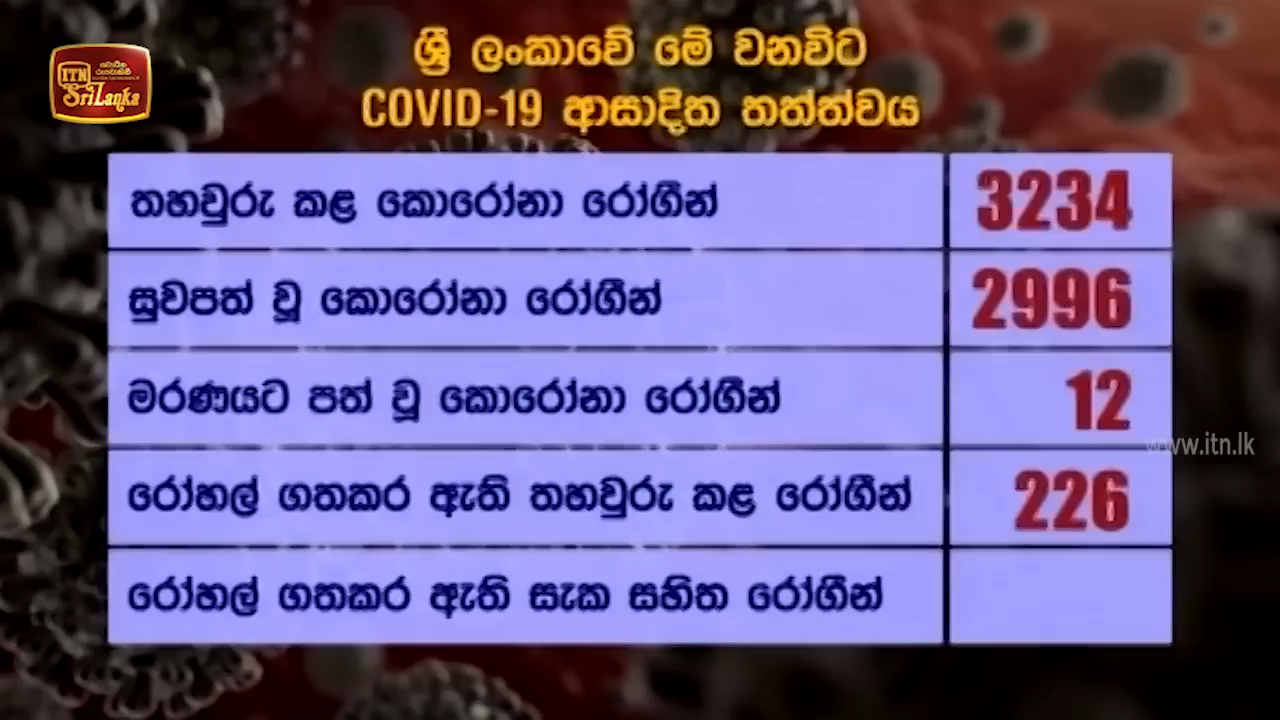 ITN
SriLanka
ශ්‍රී ලංකාවේ මේ වනවිට
COVID-19 ආසාදිත තත්ත්වය
තහවුරු කළ කොරෝනා රෝගීන් 3234
සුවපත් වූ කොරෝනා රෝගීන් 2996
මරණයට පත් වූ කොරෝනා රෝගීන් 12
www.itn.lk
රෝහල් ගතකර ඇති තහවුරු කළ රෝගීන් 226
රෝහල් ගතකර ඇති සැක සහිත රෝගීන්